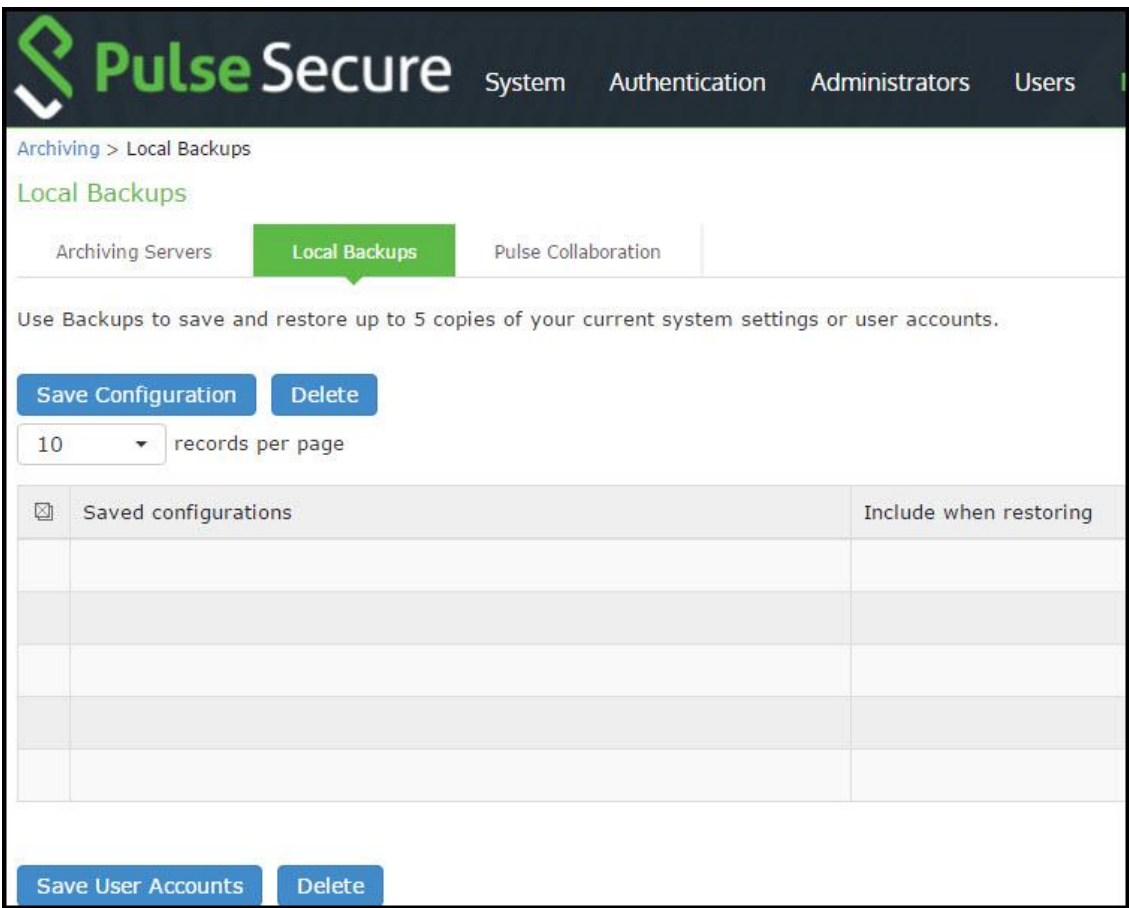 Pulse Secure System Authentication Administrators Users
Archiving > Local Backups
Local Backups
Archiving Servers Local Backups Pulse Collaboration
Use Backups to save and restore up to 5 copies of your current system settings or user accounts.
Save Configuration Delete
10 records per page
Saved configurations Include when restoring
Save User Accounts Delete